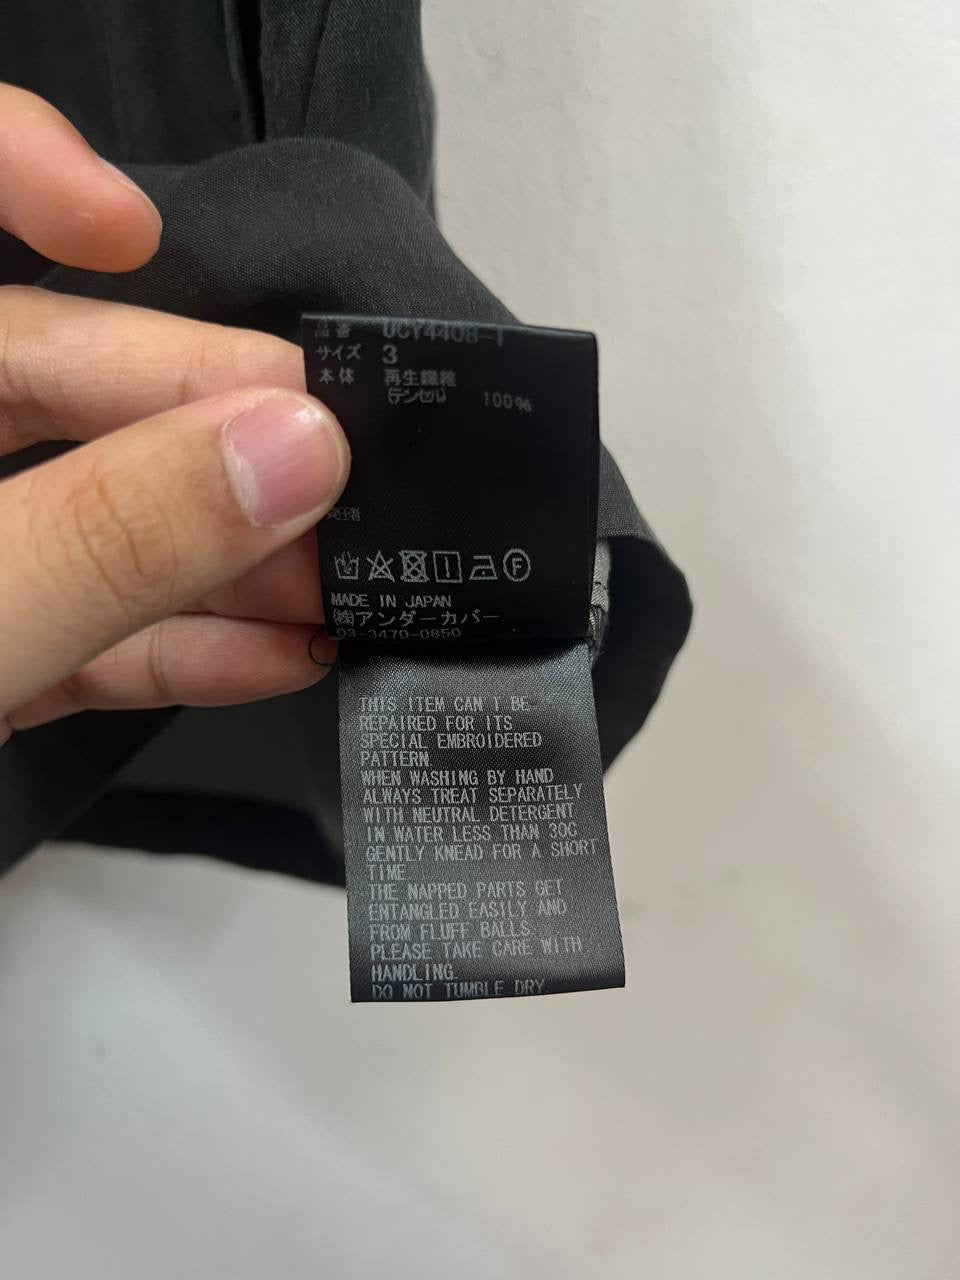 品番 UCY4408-1
サイズ 3
本体 再生繊維
(テンセル) 100%
責任者
F
MADE IN JAPAN
㈱アンダーカバー
03-3470-0850
THIS ITEM CAN T BE
REPAIRED FOR ITS
SPECIAL EMBROIDERED
PATTERN.
WHEN WASHING BY HAND
ALWAYS TREAT SEPARATELY
WITH NEUTRAL DETERGENT
IN WATER LESS THAN 30C
GENTLY KNEAD FOR A SHORT
TIME.
THE NAPPED PARTS GET
ENTANGLED EASILY AND
FROM FLUFF BALLS.
PLEASE TAKE CARE WITH
HANDLING.
DO NOT TUMBLE DRY.